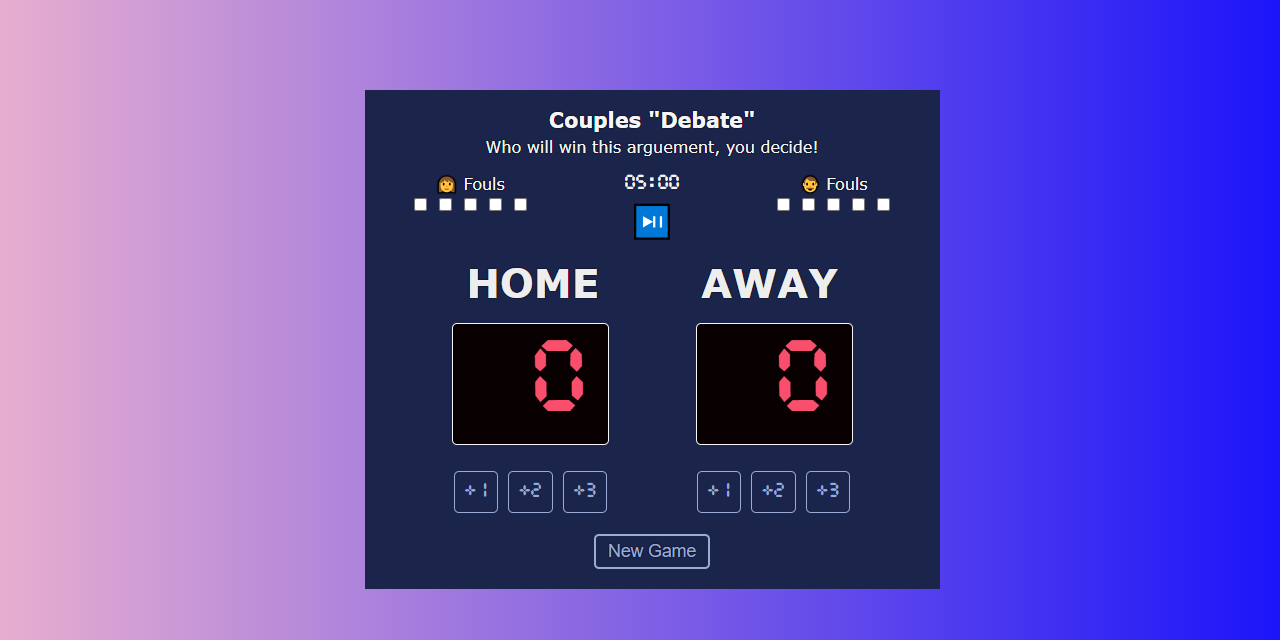 Couples "Debate"
Who will win this arguement, you decide!
👩 Fouls
05:00
👨 Fouls
⏯
HOME
AWAY
0
0
+1 +2 +3
+1 +2 +3
New Game